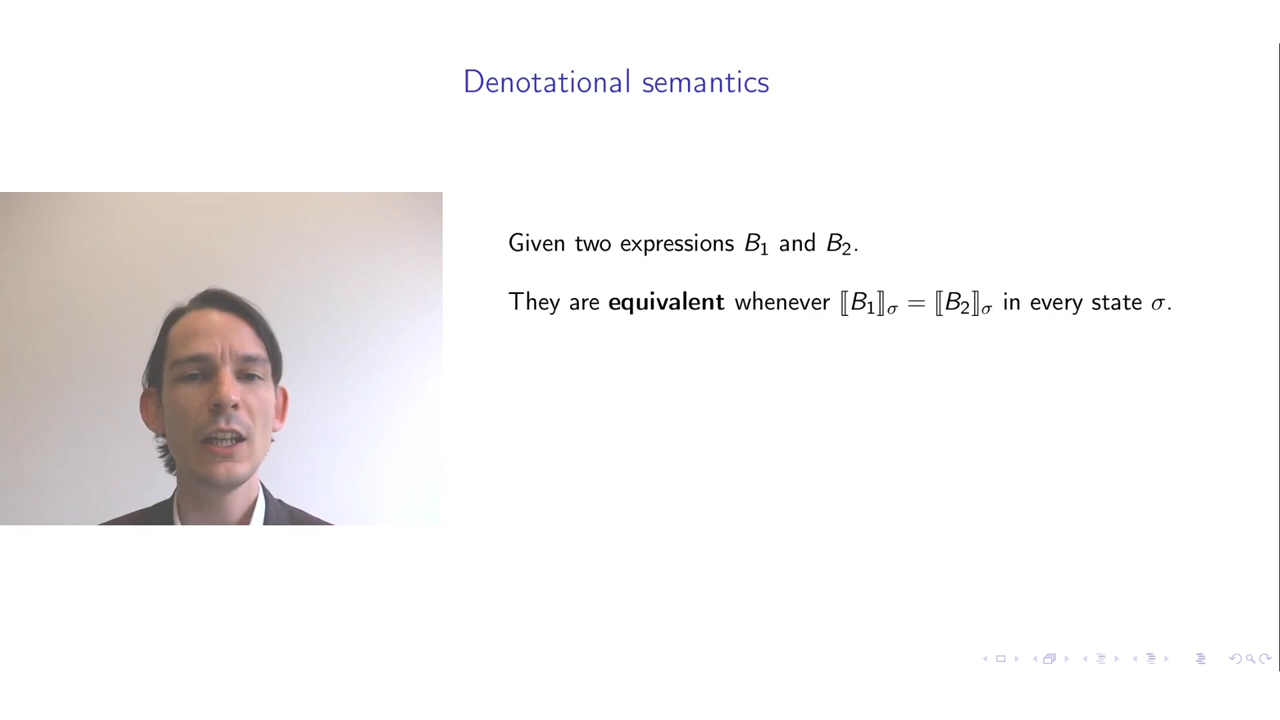 Denotational semantics
Given two expressions B₁ and B₂.
They are equivalent whenever ⟦B₁⟧σ = ⟦B₂⟧σ in every state σ.